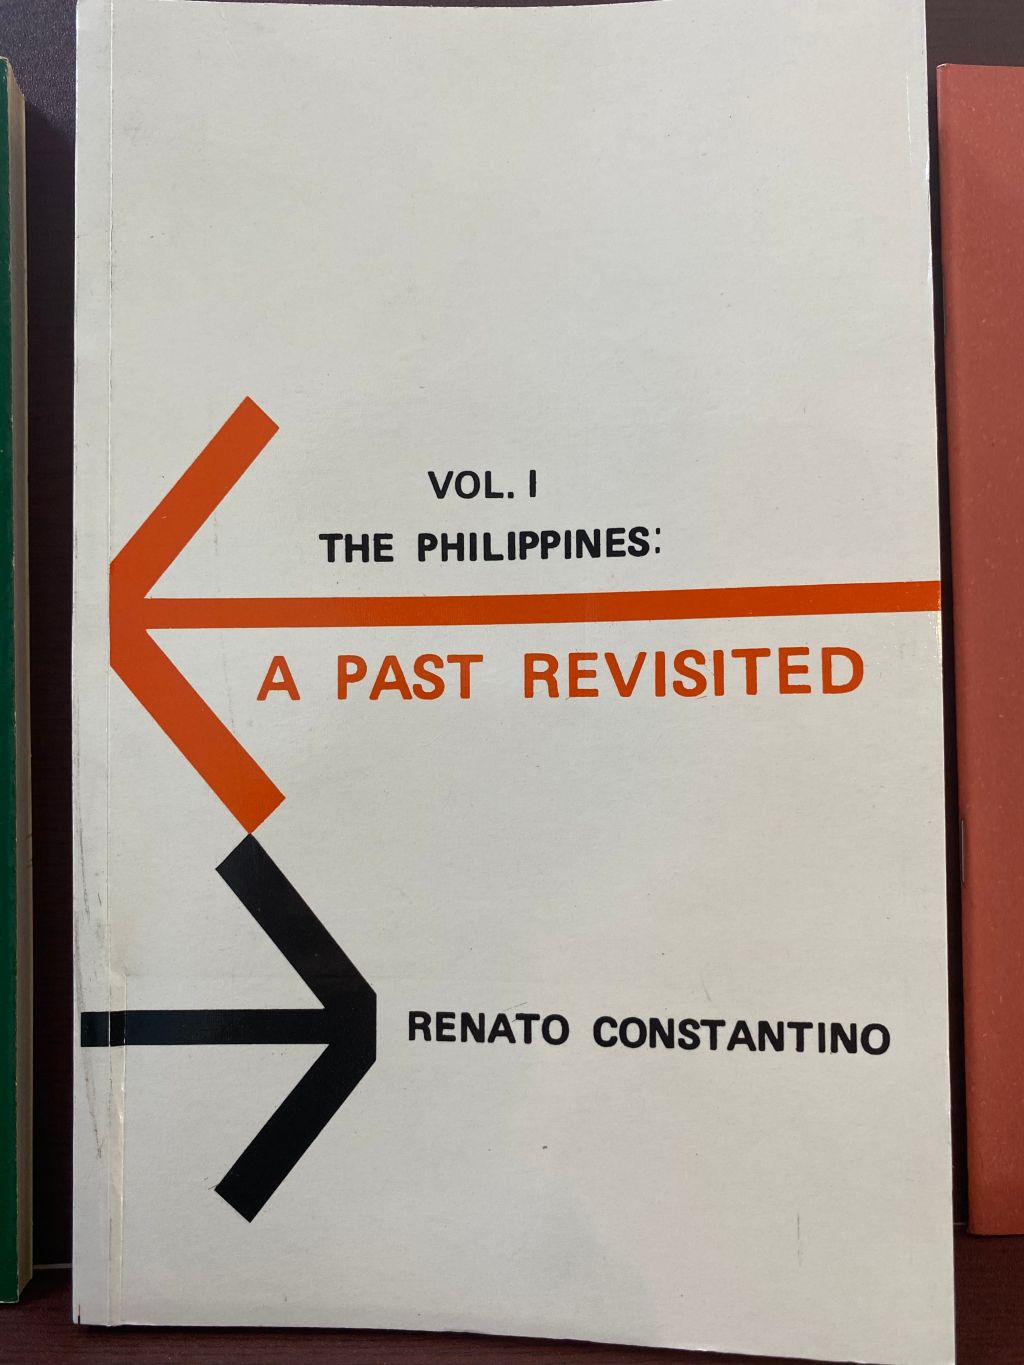 VOL. I
THE PHILIPPINES:
A PAST REVISITED
RENATO CONSTANTINO